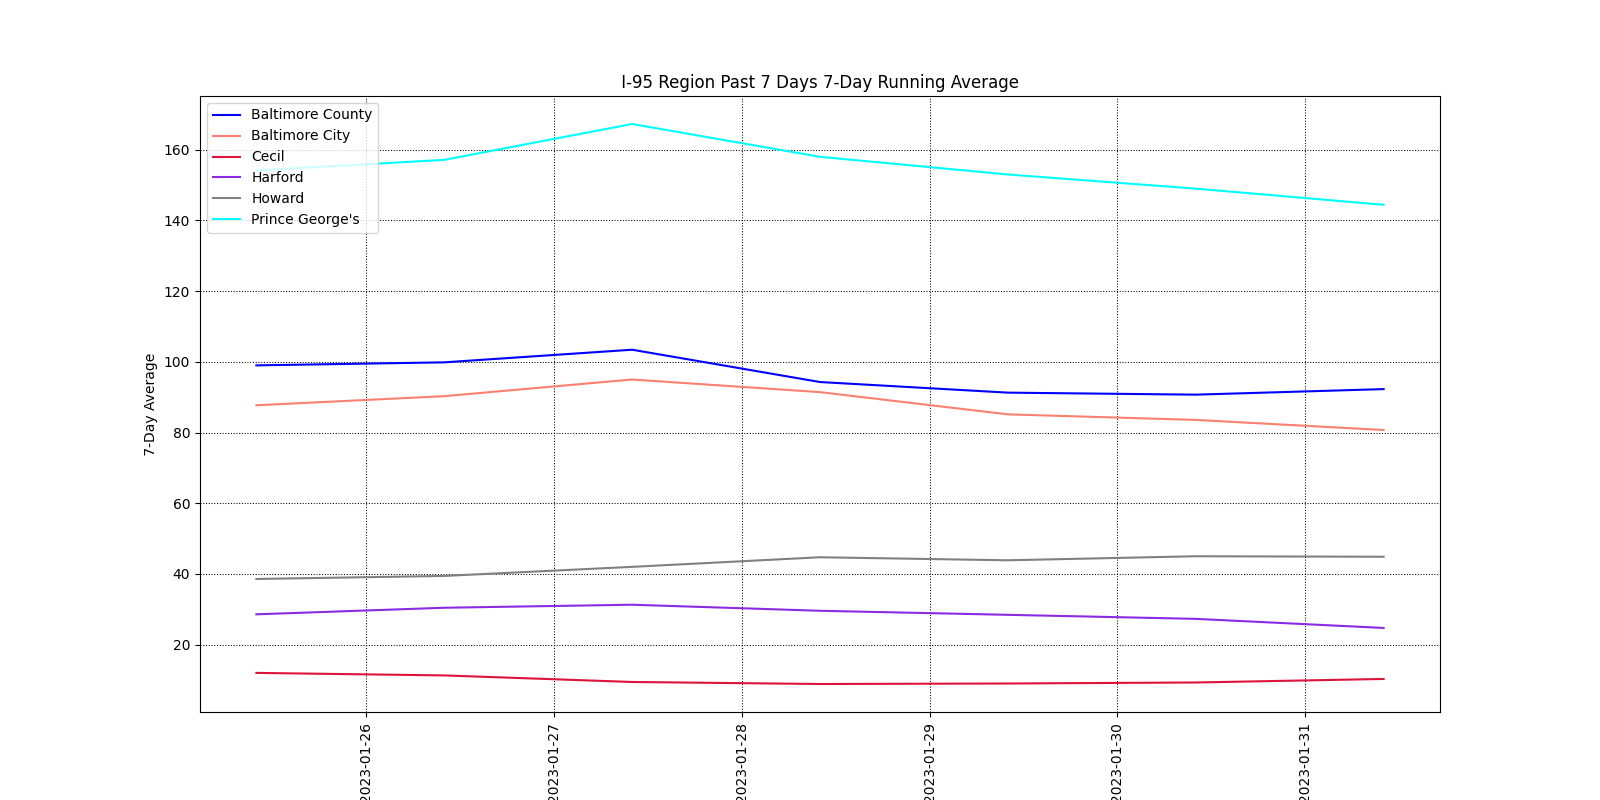 I-95 Region Past 7 Days 7-Day Running Average
Baltimore County
Baltimore City
Cecil
Harford
Howard
Prince George's
7-Day Average
160
140
120
100
80
60
40
20
2023-01-26
2023-01-27
2023-01-28
2023-01-29
2023-01-30
2023-01-31